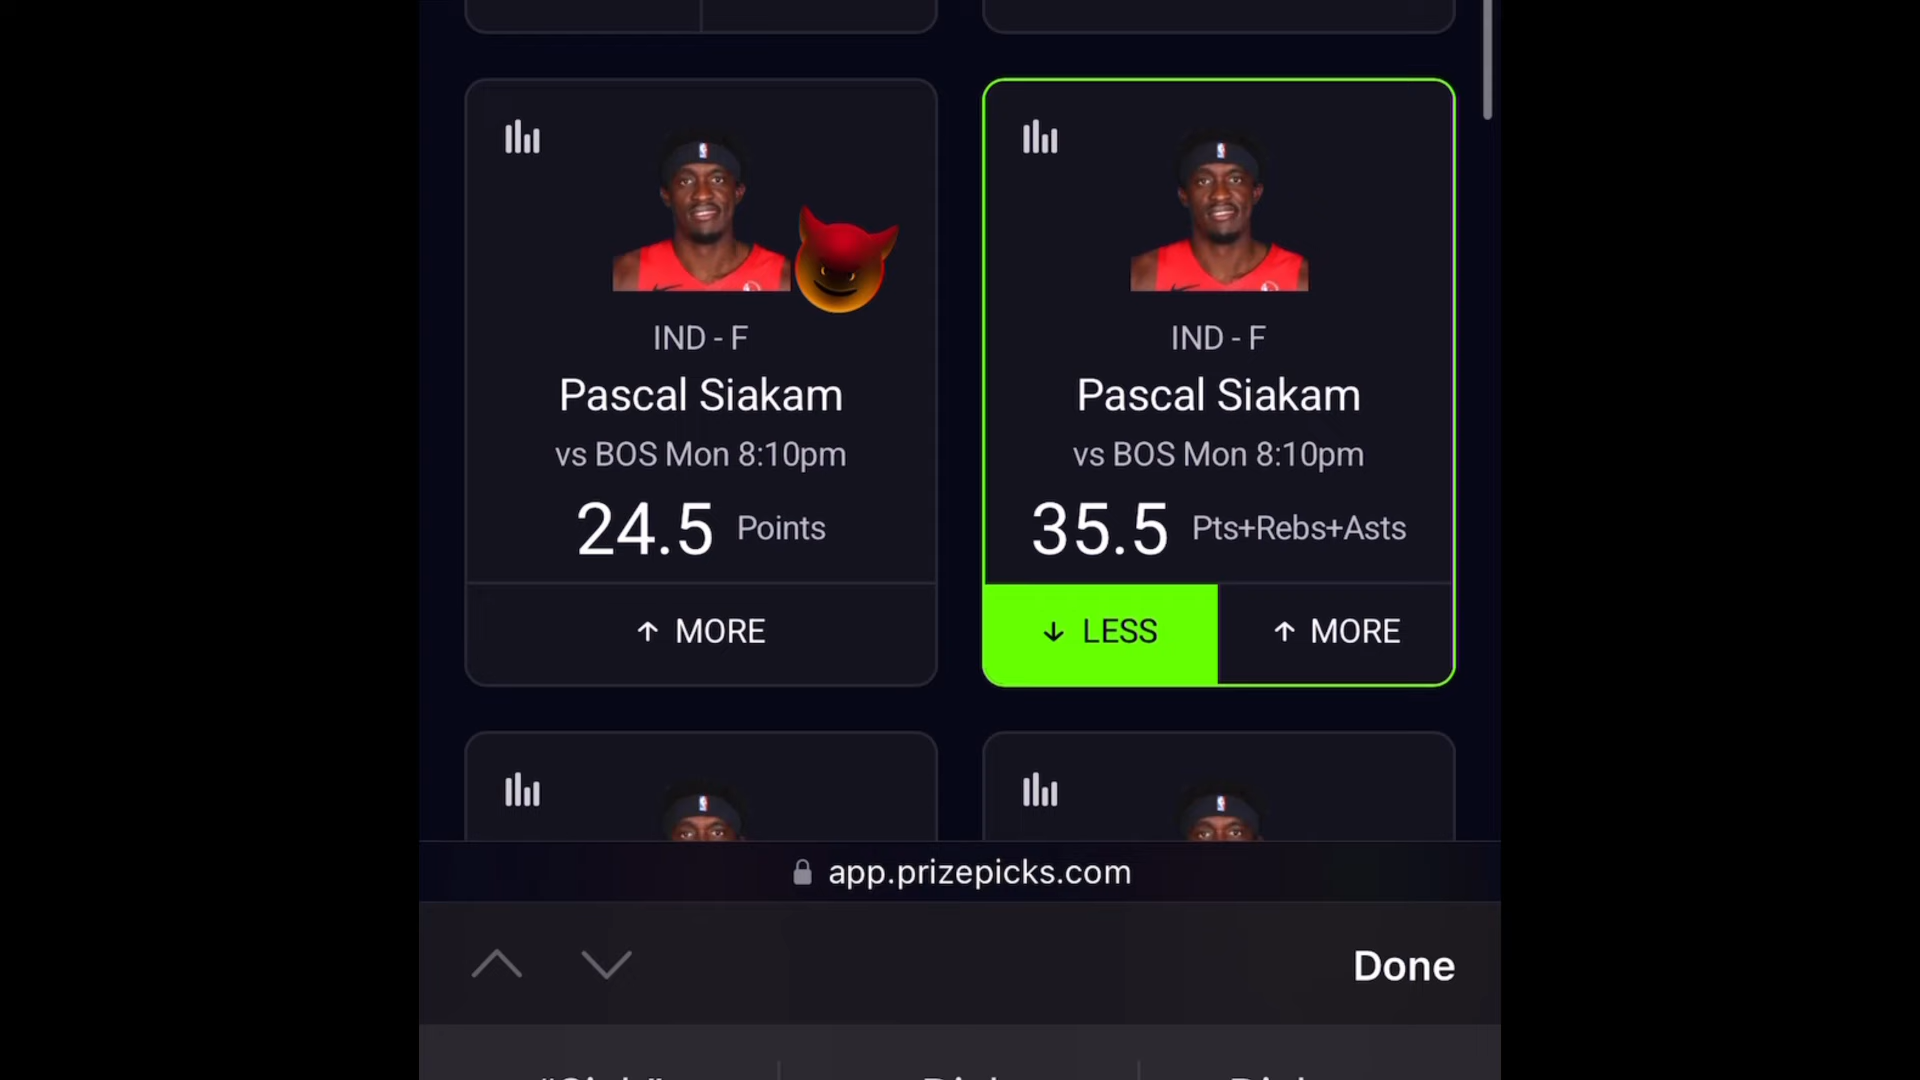 IND - F
Pascal Siakam
vs BOS Mon 8:10pm
24.5 Points
↑ MORE
IND - F
Pascal Siakam
vs BOS Mon 8:10pm
35.5 Pts+Rebs+Asts
↓ LESS ↑ MORE
app.prizepicks.com
Done